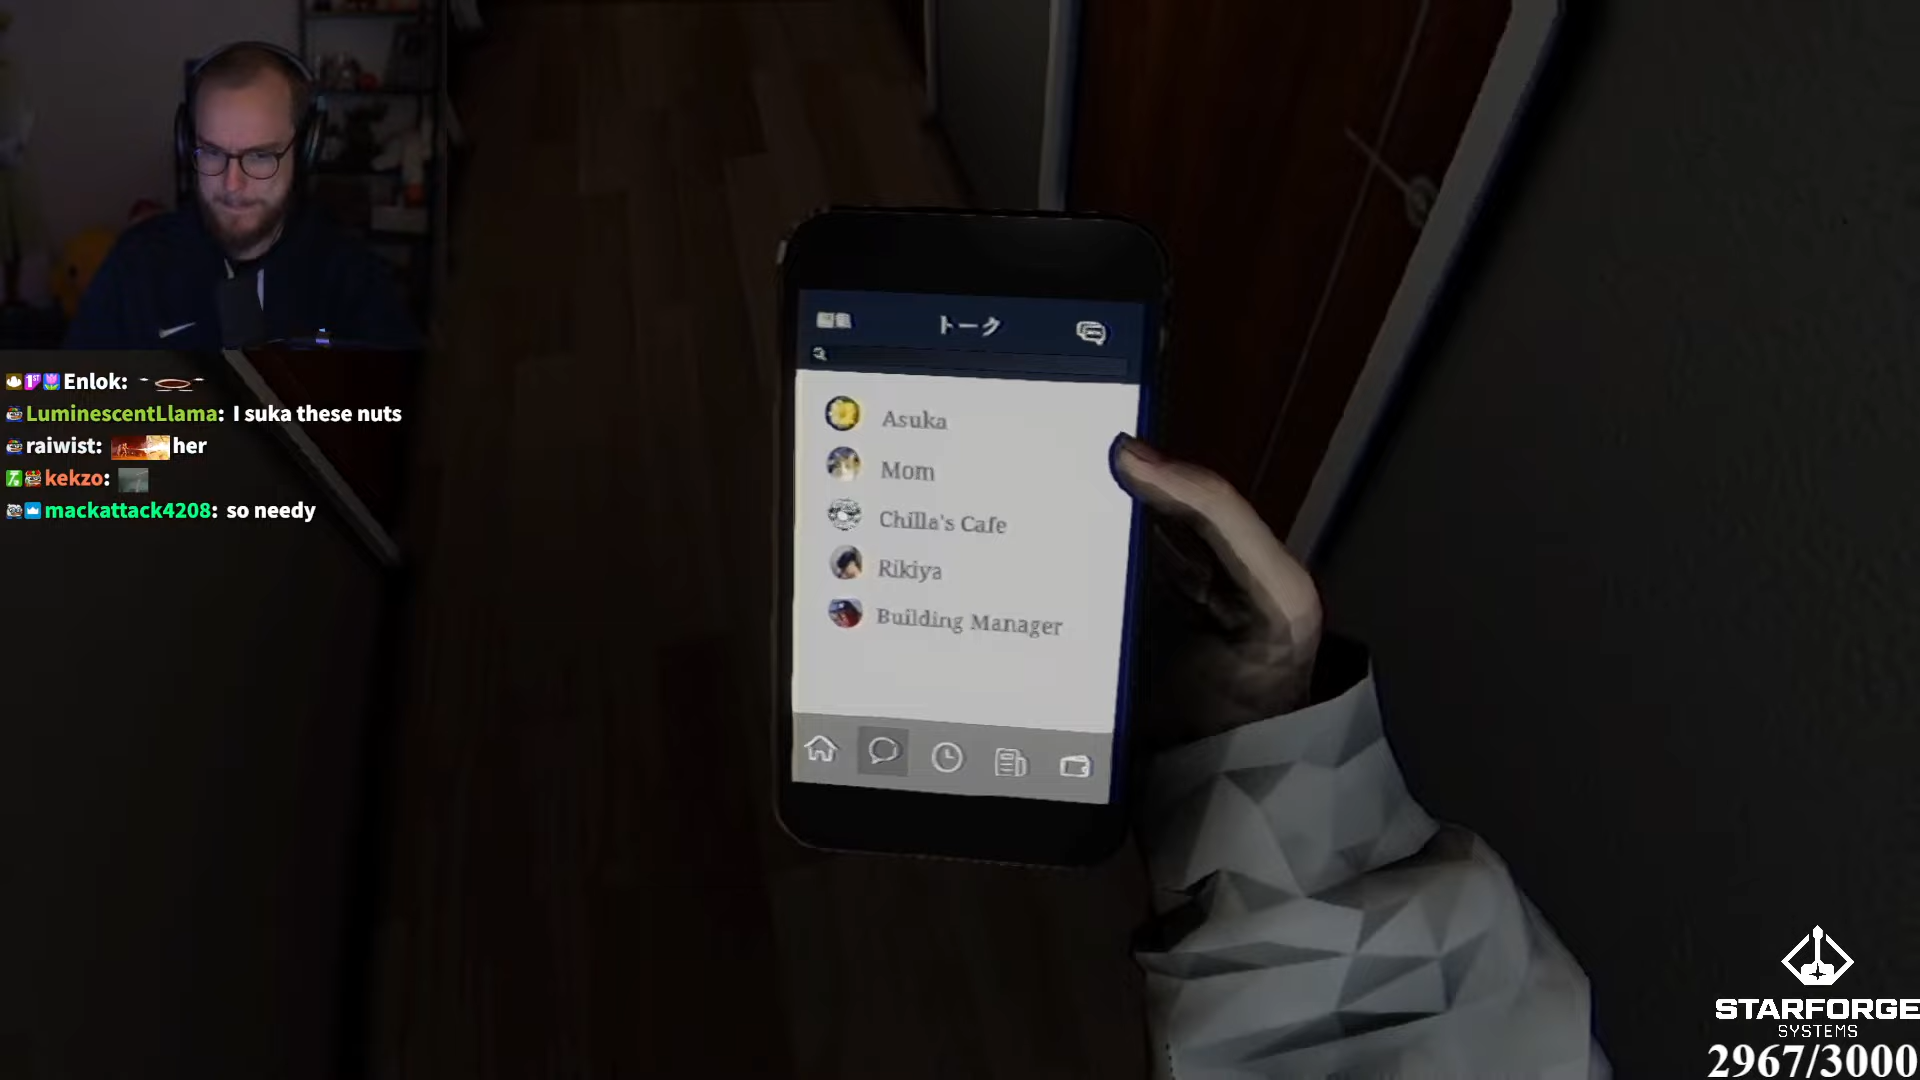 Enlok:
LuminescentLlama: I suka these nuts
raiwist: her
kekzo:
mackattack4208: so needy
トーク
Asuka
Mom
Chilla's Cafe
Rikiya
Building Manager
STARFORGE
SYSTEMS
2967/3000